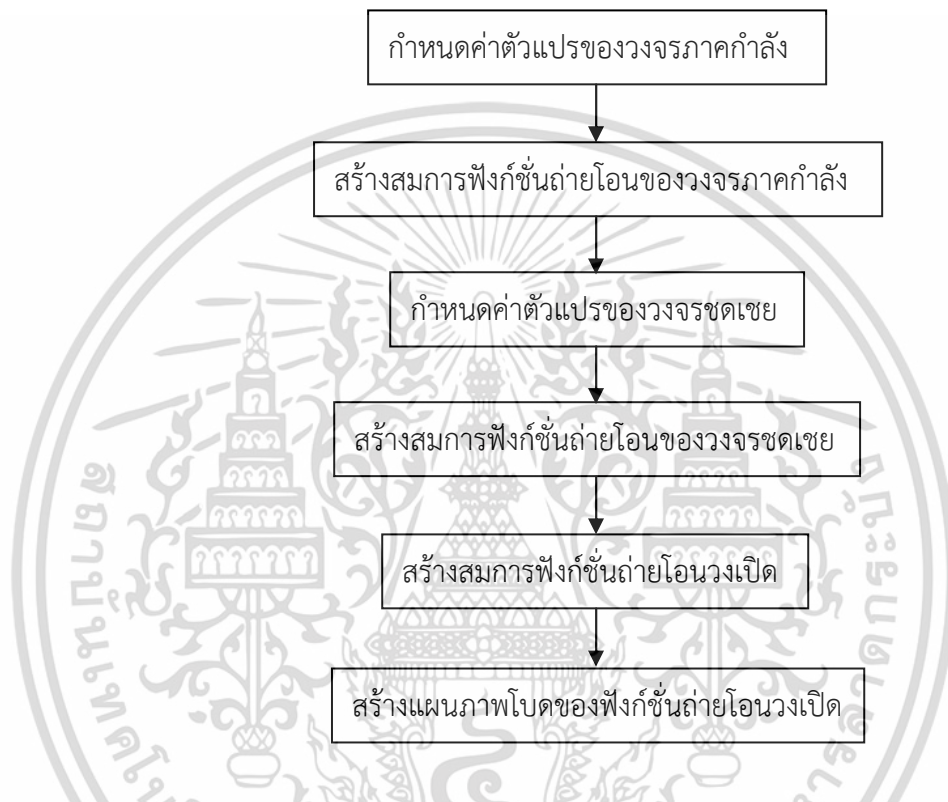 กำหนดค่าตัวแปรของวงจรภาคกำลัง
สร้างสมการฟังก์ชั่นถ่ายโอนของวงจรภาคกำลัง
กำหนดค่าตัวแปรของวงจรชดเชย
สร้างสมการฟังก์ชั่นถ่ายโอนของวงจรชดเชย
สร้างสมการฟังก์ชั่นถ่ายโอนวงเปิด
สร้างแผนภาพโบดของฟังก์ชั่นถ่ายโอนวงเปิด